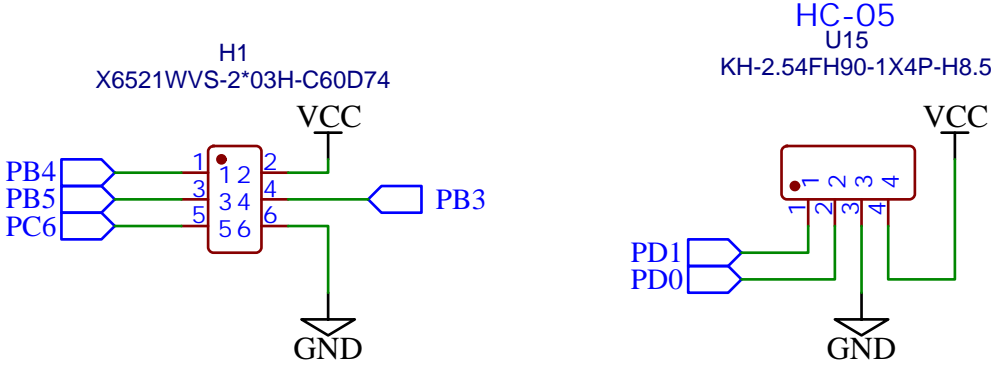 H1
X6521WVS-2*03H-C60D74
VCC
PB4
PB5
PC6
1
3
5
1 2
3 4
5 6
2
4
6
PB3
GND
HC-05
U15
KH-2.54FH90-1X4P-H8.5
VCC
1 2 3 4
1 2 3 4
PD1
PD0
GND